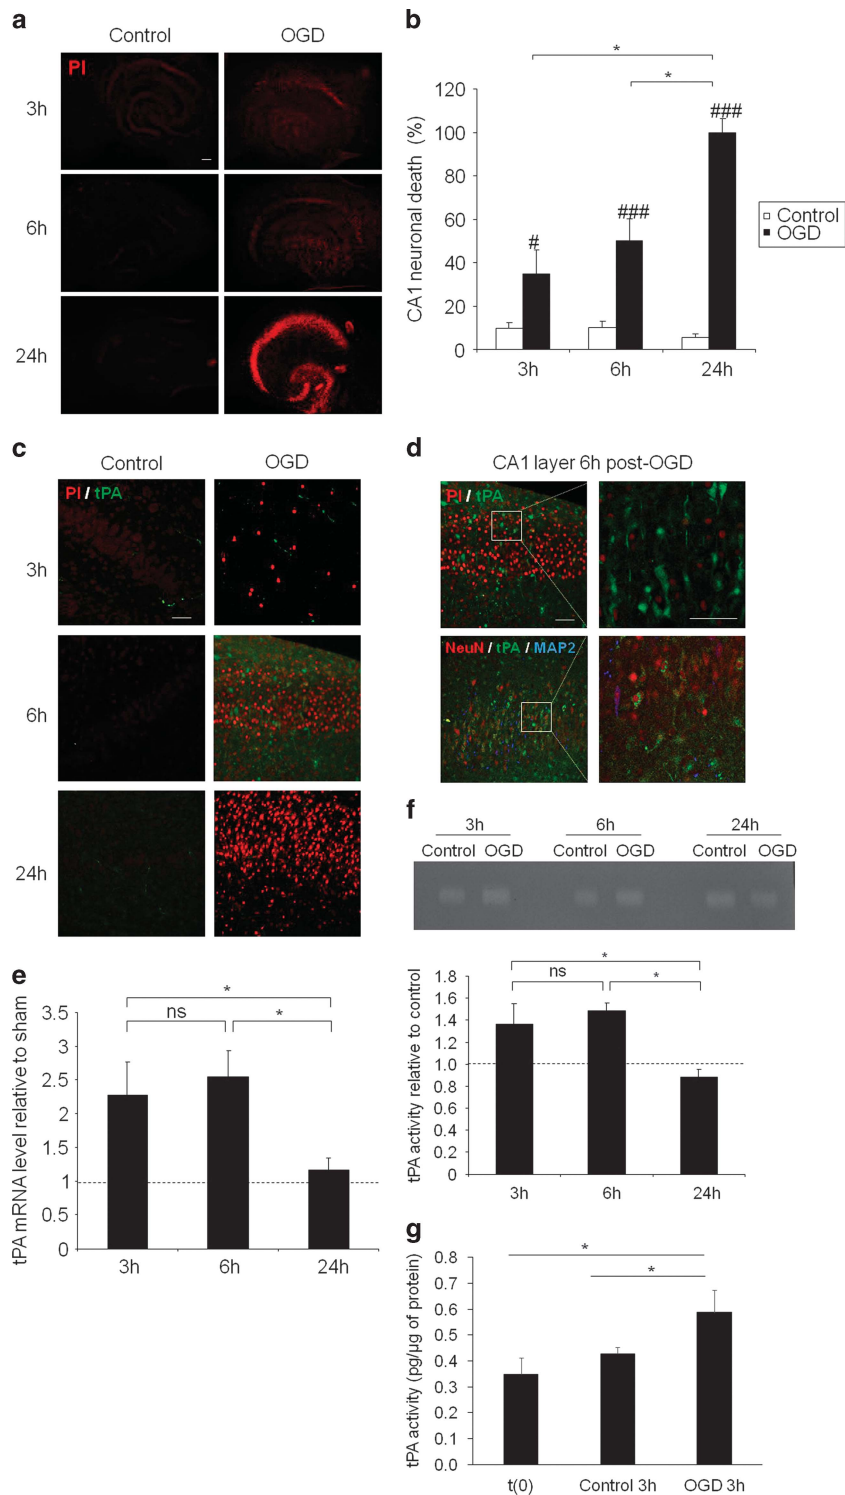 a
Control
OGD
PI
3h
6h
24h
b
*
*
CA1 neuronal death (%)
120
100
80
60
40
20
0
#
###
###
3h
6h
24h
Control
OGD
c
Control
OGD
PI / tPA
3h
6h
24h
d
CA1 layer 6h post-OGD
PI / tPA
NeuN / tPA / MAP2
e
*
ns
*
tPA mRNA level relative to sham
3.5
3
2.5
2
1.5
1
0.5
0
3h
6h
24h
f
3h
6h
24h
Control OGD
Control OGD
Control OGD
*
ns
*
tPA activity relative to control
1.8
1.6
1.4
1.2
1.0
0.8
0.6
0.4
0.2
0
3h
6h
24h
g
*
*
tPA activity (pg/µg of protein)
0.8
0.7
0.6
0.5
0.4
0.3
0.2
0.1
0.0
t(0)
Control 3h
OGD 3h